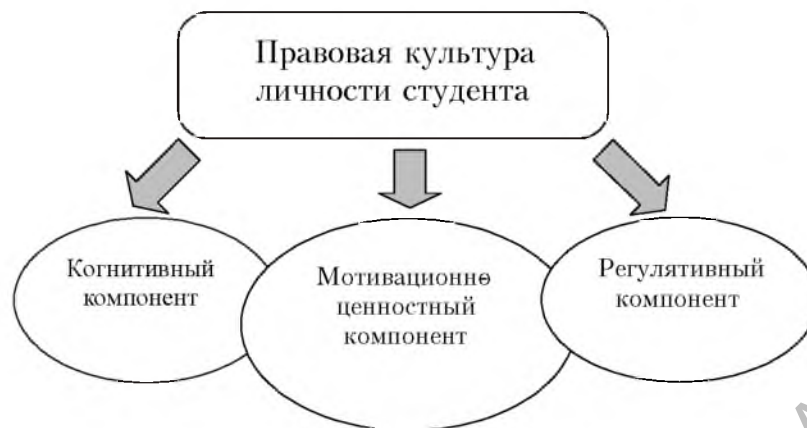 Правовая культура
личности студента
Когнитивный
компонент
Мотивационно
ценностный
компонент
Регулятивный
компонент